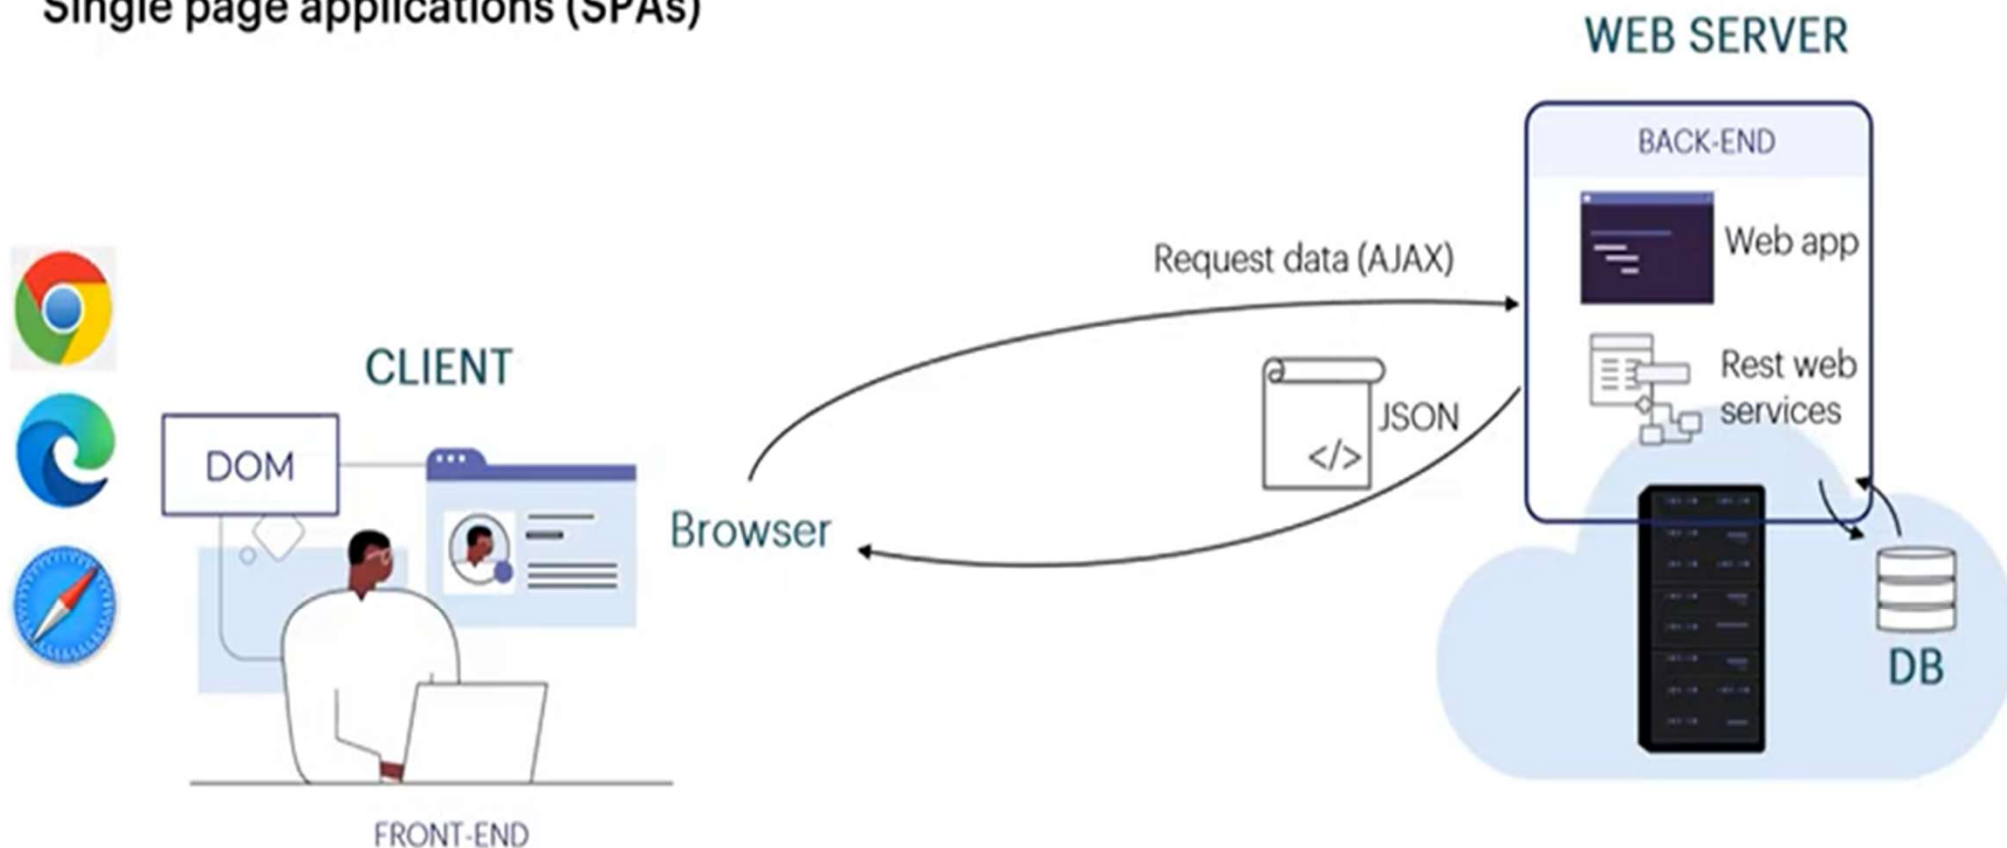 Single page applications (SPAs)
WEB SERVER
BACK-END
Web app
Request data (AJAX)
Rest web
services
JSON
</>
CLIENT
DOM
Browser
DB
FRONT-END